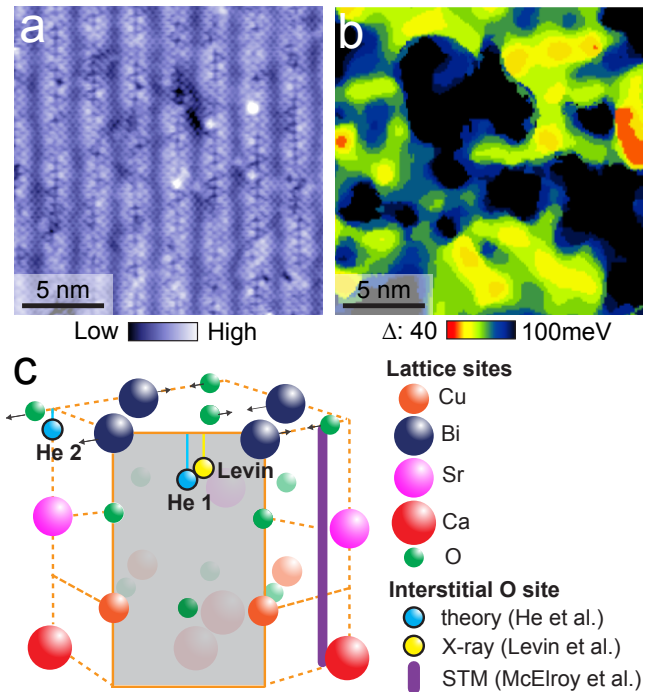 a
b
5 nm
5 nm
Low High
Δ: 40 100meV
c
Lattice sites
Cu
Bi
Sr
Ca
O
He 2
Levin
He 1
Interstitial O site
theory (He et al.)
X-ray (Levin et al.)
STM (McElroy et al.)